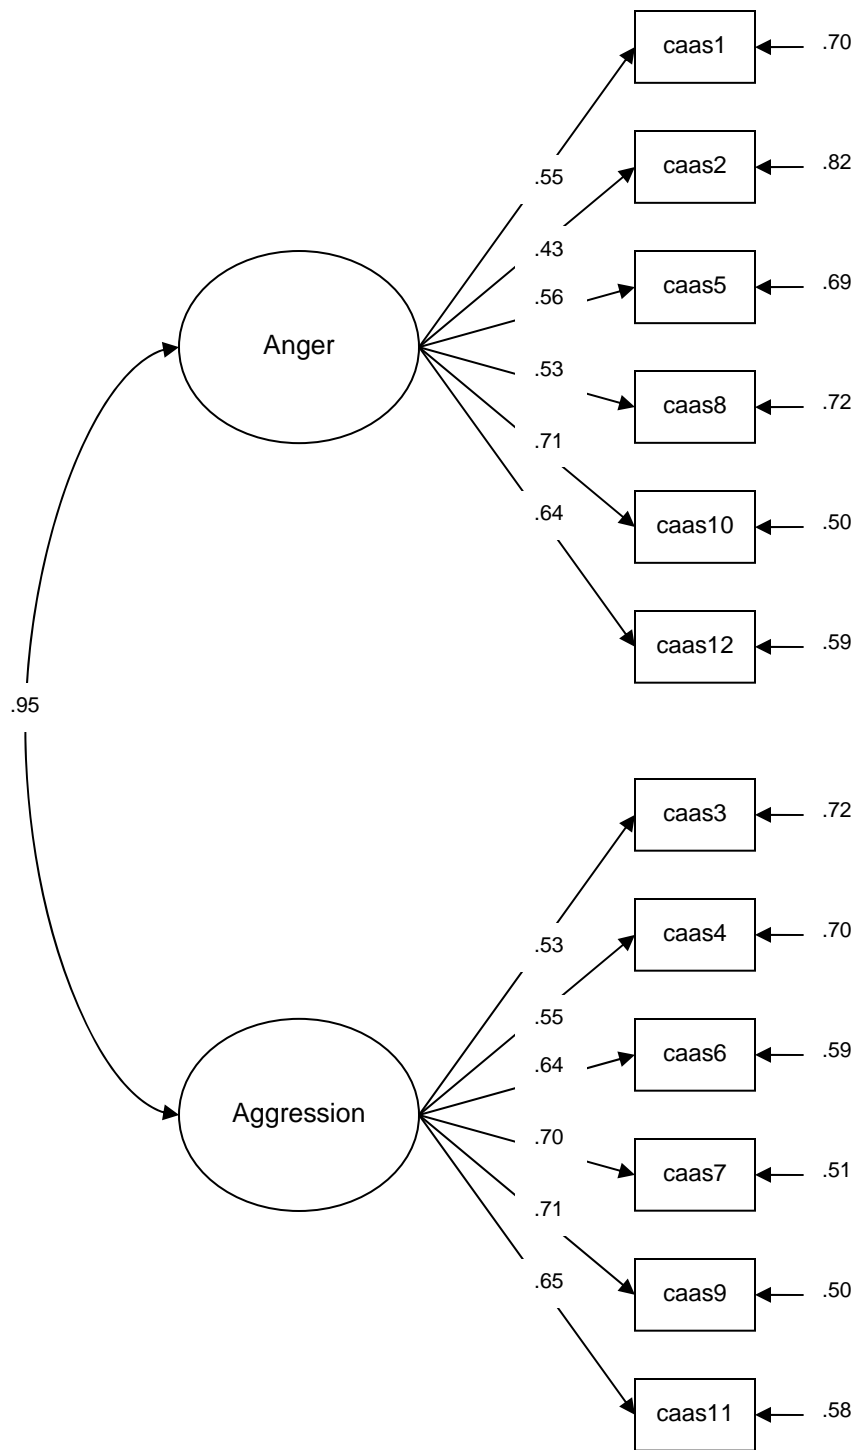 caas1
.70
.55
caas2
.82
.43
caas5
.69
.56
Anger
.53
caas8
.72
.71
.64
caas10
.50
caas12
.59
.95
caas3
.72
.53
caas4
.70
.55
.64
caas6
.59
Aggression
.70
caas7
.51
.71
.65
caas9
.50
caas11
.58